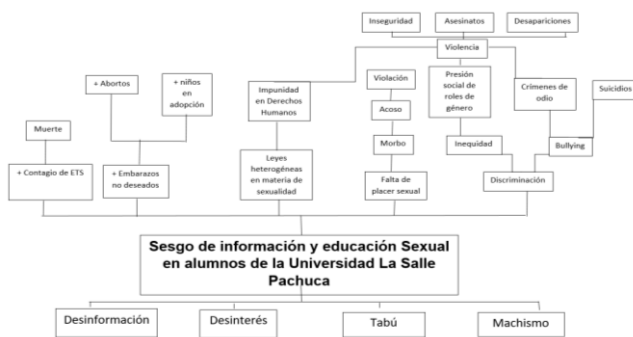 Inseguridad
Asesinatos
Desapariciones
Violencia
+ Abortos
+ niños
en
adopción
Impunidad
en Derechos
Humanos
Violación
Presión
social de
roles de
género
Crímenes de
odio
Suicidios
Acoso
Muerte
Morbo
Inequidad
Bullying
+ Contagio de ETS
+ Embarazos
no deseados
Leyes
heterogéneas
en materia de
sexualidad
Falta de
placer sexual
Discriminación
Sesgo de información y educación Sexual
en alumnos de la Universidad La Salle
Pachuca
Desinformación
Desinterés
Tabú
Machismo